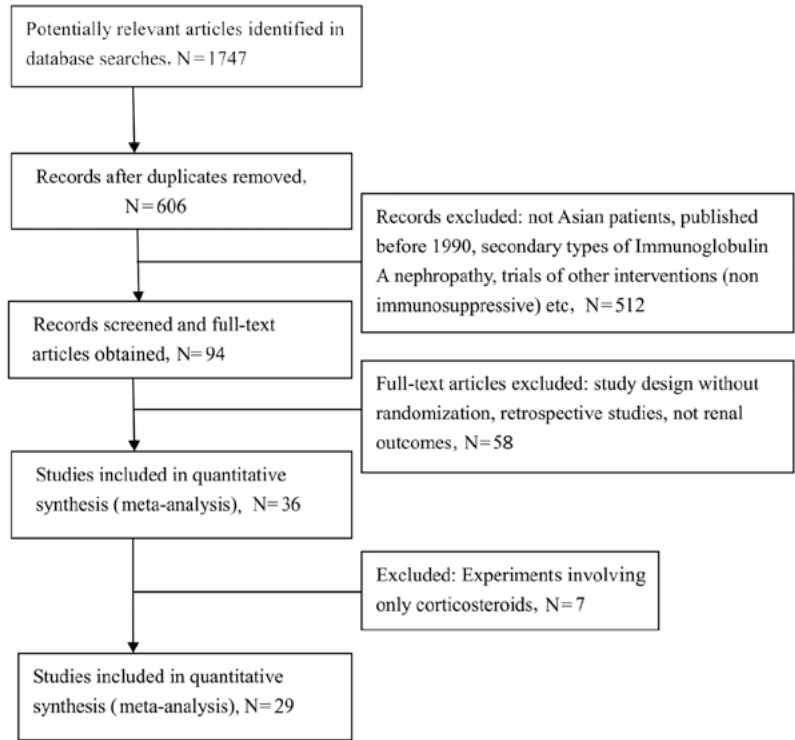 Potentially relevant articles identified in
database searches, N=1747
Records after duplicates removed,
N=606
Records excluded: not Asian patients, published
before 1990, secondary types of Immunoglobulin
A nephropathy, trials of other interventions (non
immunosuppressive) etc, N=512
Records screened and full-text
articles obtained, N=94
Full-text articles excluded: study design without
randomization, retrospective studies, not renal
outcomes, N=58
Studies included in quantitative
synthesis (meta-analysis), N=36
Excluded: Experiments involving
only corticosteroids, N=7
Studies included in quantitative
synthesis (meta-analysis), N=29